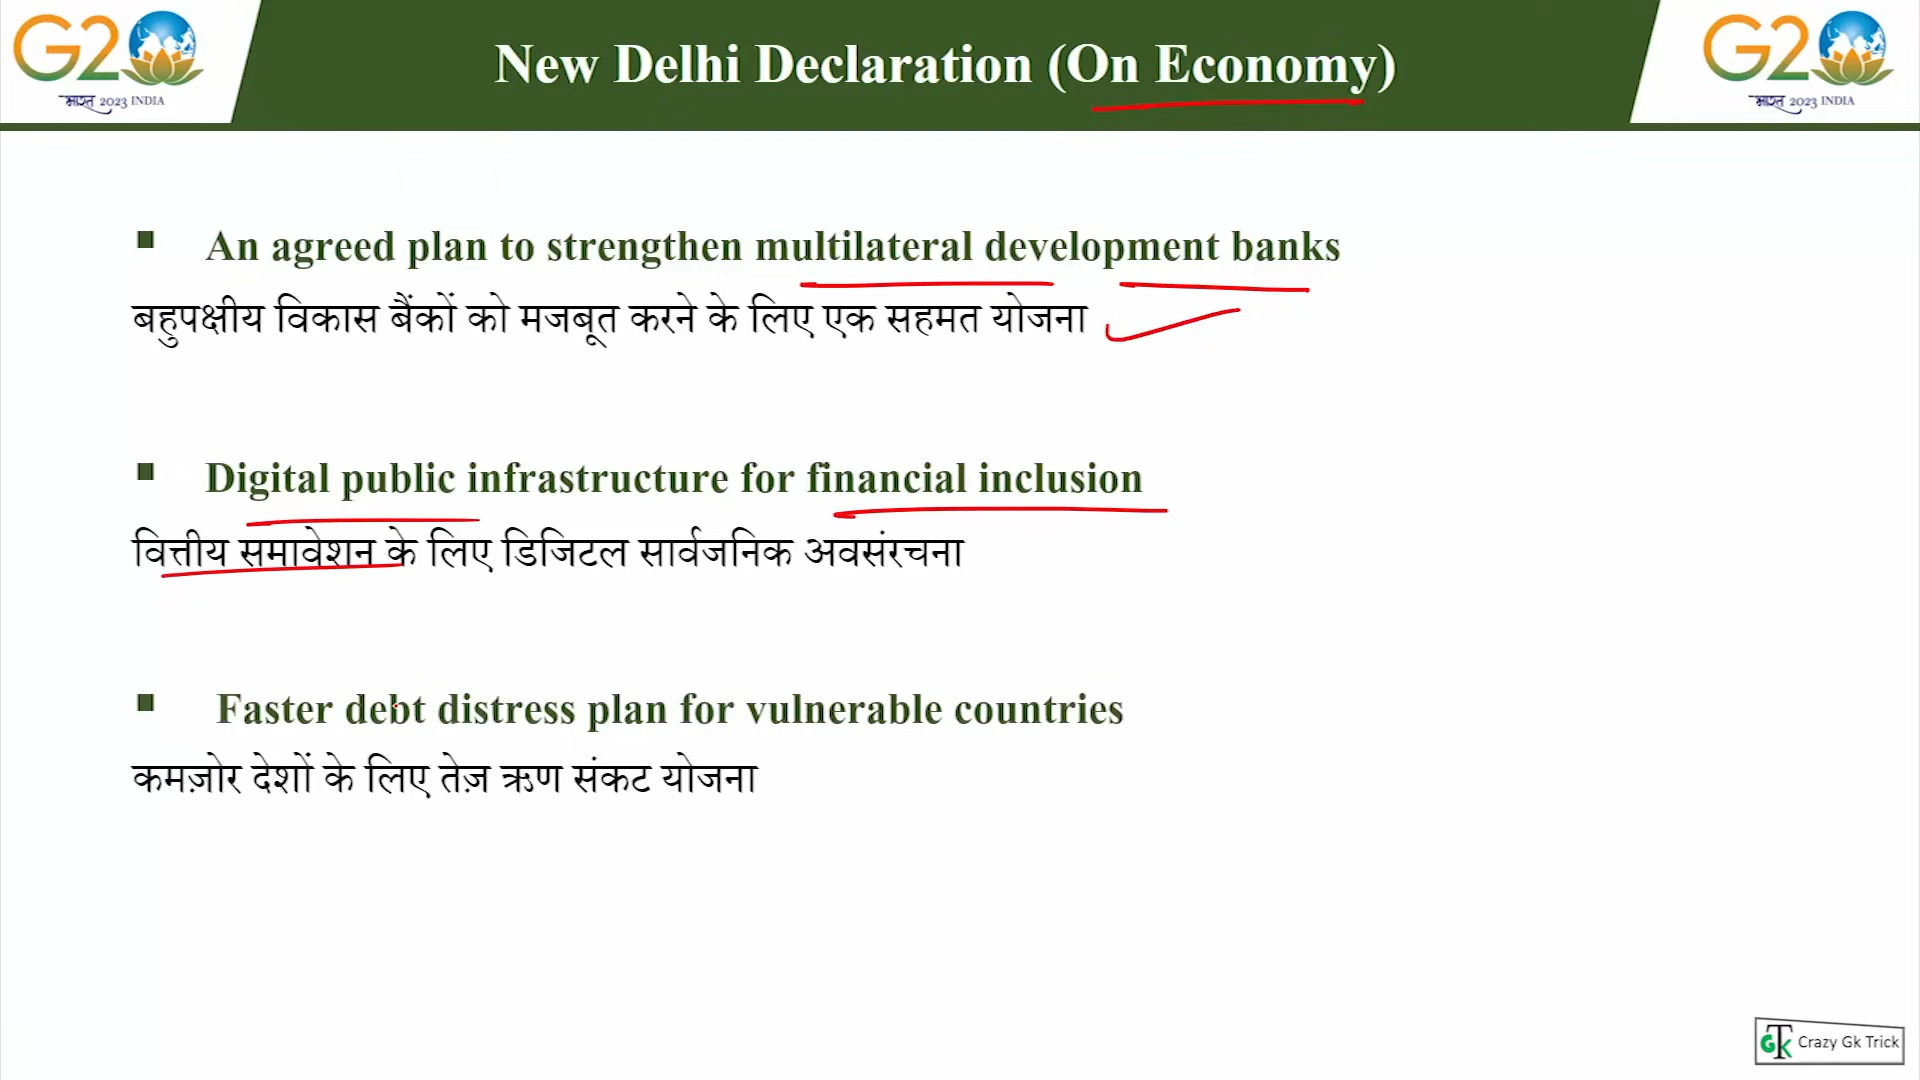 G20
भारत 2023 INDIA
New Delhi Declaration (On Economy)
G20
भारत 2023 INDIA
▪ An agreed plan to strengthen multilateral development banks
बहुपक्षीय विकास बैंकों को मजबूत करने के लिए एक सहमत योजना
▪ Digital public infrastructure for financial inclusion
वित्तीय समावेशन के लिए डिजिटल सार्वजनिक अवसंरचना
▪ Faster debt distress plan for vulnerable countries
कमज़ोर देशों के लिए तेज़ ऋण संकट योजना
GTK Crazy Gk Trick